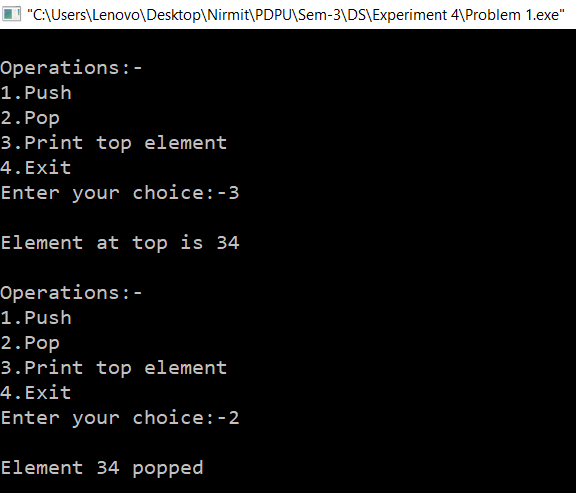 "C:\Users\Lenovo\Desktop\Nirmit\PDPU\Sem-3\DS\Experiment 4\Problem 1.exe"
Operations:-
1.Push
2.Pop
3.Print top element
4.Exit
Enter your choice:-3
Element at top is 34
Operations:-
1.Push
2.Pop
3.Print top element
4.Exit
Enter your choice:-2
Element 34 popped